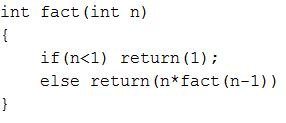 int fact(int n)
{
    if(n<1) return(1);
    else return(n*fact(n-1))
}